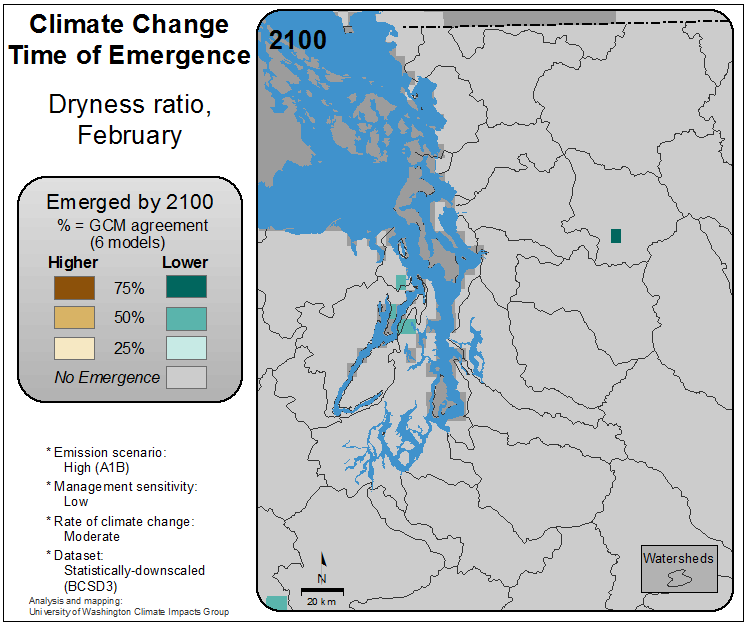 Climate Change
Time of Emergence
Dryness ratio,
February
Emerged by 2100
% = GCM agreement
(6 models)
Higher Lower
75%
50%
25%
No Emergence
* Emission scenario:
High (A1B)
* Management sensitivity:
Low
* Rate of climate change:
Moderate
* Dataset:
Statistically-downscaled
(BCSD3)
Analysis and mapping:
University of Washington Climate Impacts Group
2100
N
20 km
Watersheds